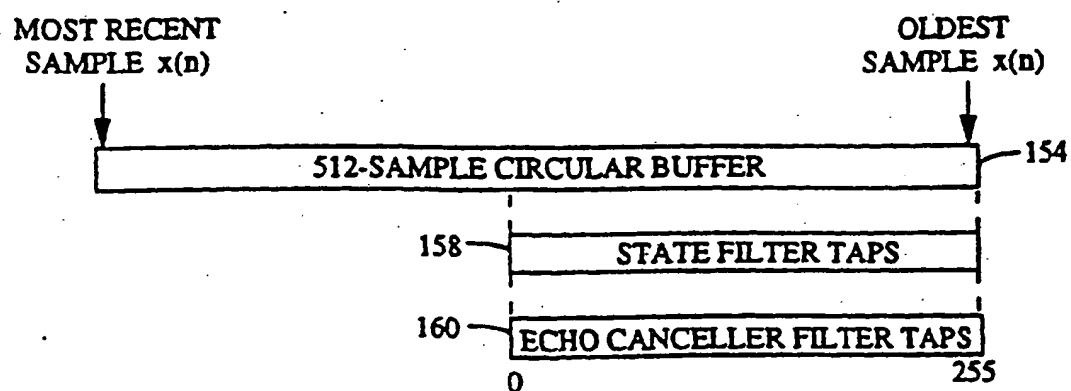 MOST RECENT
SAMPLE x(n)
OLDEST
SAMPLE x(n)
512-SAMPLE CIRCULAR BUFFER
154
158
STATE FILTER TAPS
160
ECHO CANCELLER FILTER TAPS
0
255